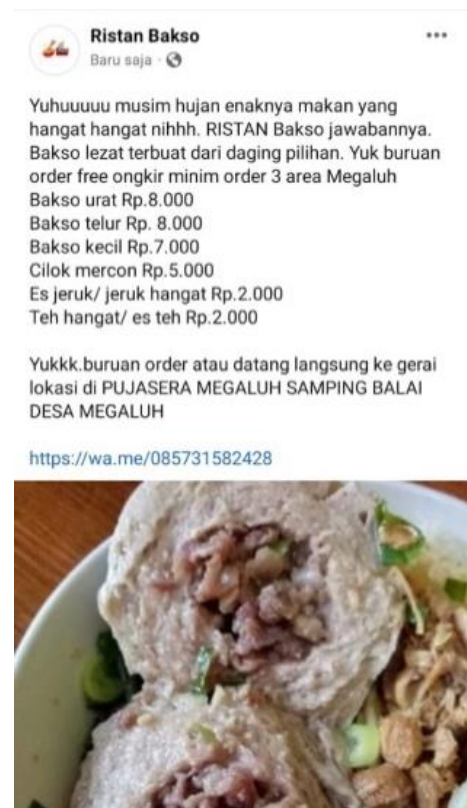 Ristan Bakso
Baru saja ·
Yuhuuuuu musim hujan enaknya makan yang
hangat hangat nihhh. RISTAN Bakso jawabannya.
Bakso lezat terbuat dari daging pilihan. Yuk buruan
order free ongkir minim order 3 area Megaluh
Bakso urat Rp.8.000
Bakso telur Rp. 8.000
Bakso kecil Rp.7.000
Cilok mercon Rp.5.000
Es jeruk/ jeruk hangat Rp.2.000
Teh hangat/ es teh Rp.2.000
Yukkk.buruan order atau datang langsung ke gerai
lokasi di PUJASERA MEGALUH SAMPING BALAI
DESA MEGALUH
https://wa.me/085731582428